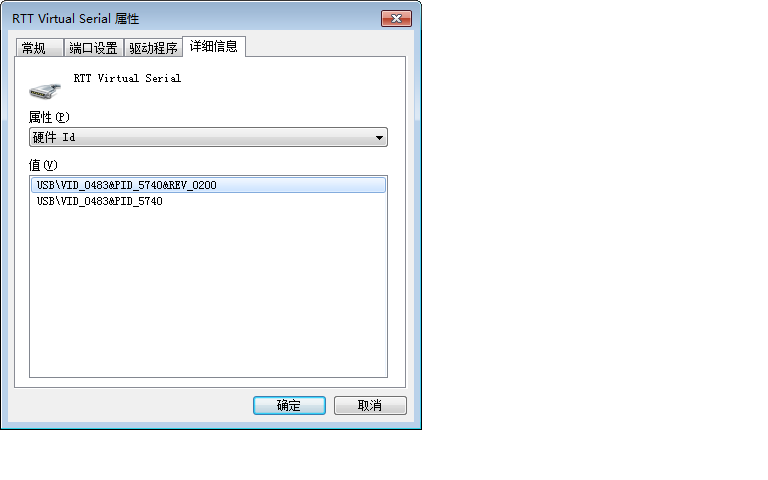 RTT Virtual Serial 属性
常规 端口设置 驱动程序 详细信息
RTT Virtual Serial
属性(P)
硬件 Id
值(V)
USB\VID_0483&PID_5740&REV_0200
USB\VID_0483&PID_5740
确定 取消